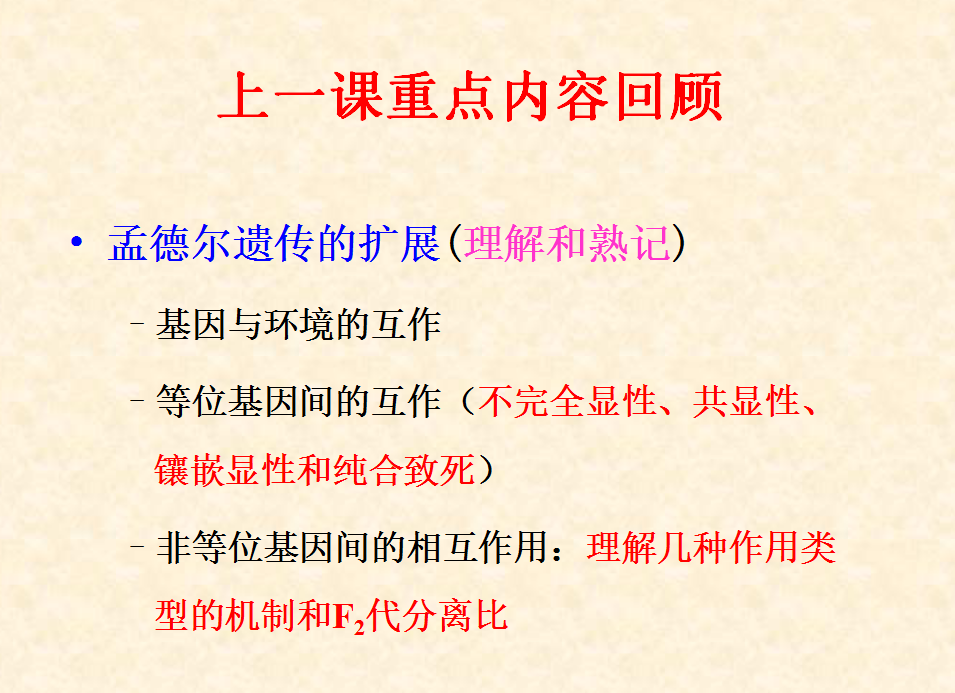 上一课重点内容回顾
• 孟德尔遗传的扩展(理解和熟记)
– 基因与环境的互作
– 等位基因间的互作（不完全显性、共显性、
镶嵌显性和纯合致死）
– 非等位基因间的相互作用：理解几种作用类
型的机制和F₂代分离比